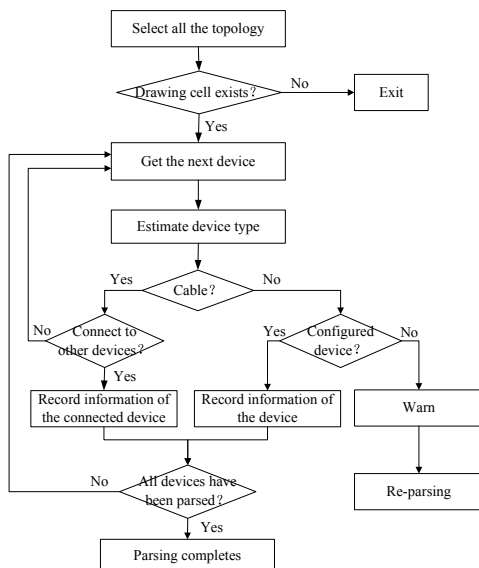 Select all the topology
Drawing cell exists?
No
Exit
Yes
Get the next device
Estimate device type
Yes
Cable?
No
No
Connect to
other devices?
Yes
Configured
device?
No
Yes
Record information of
the connected device
Record information of
the device
Warn
No
All devices have
been parsed?
Re-parsing
Yes
Parsing completes